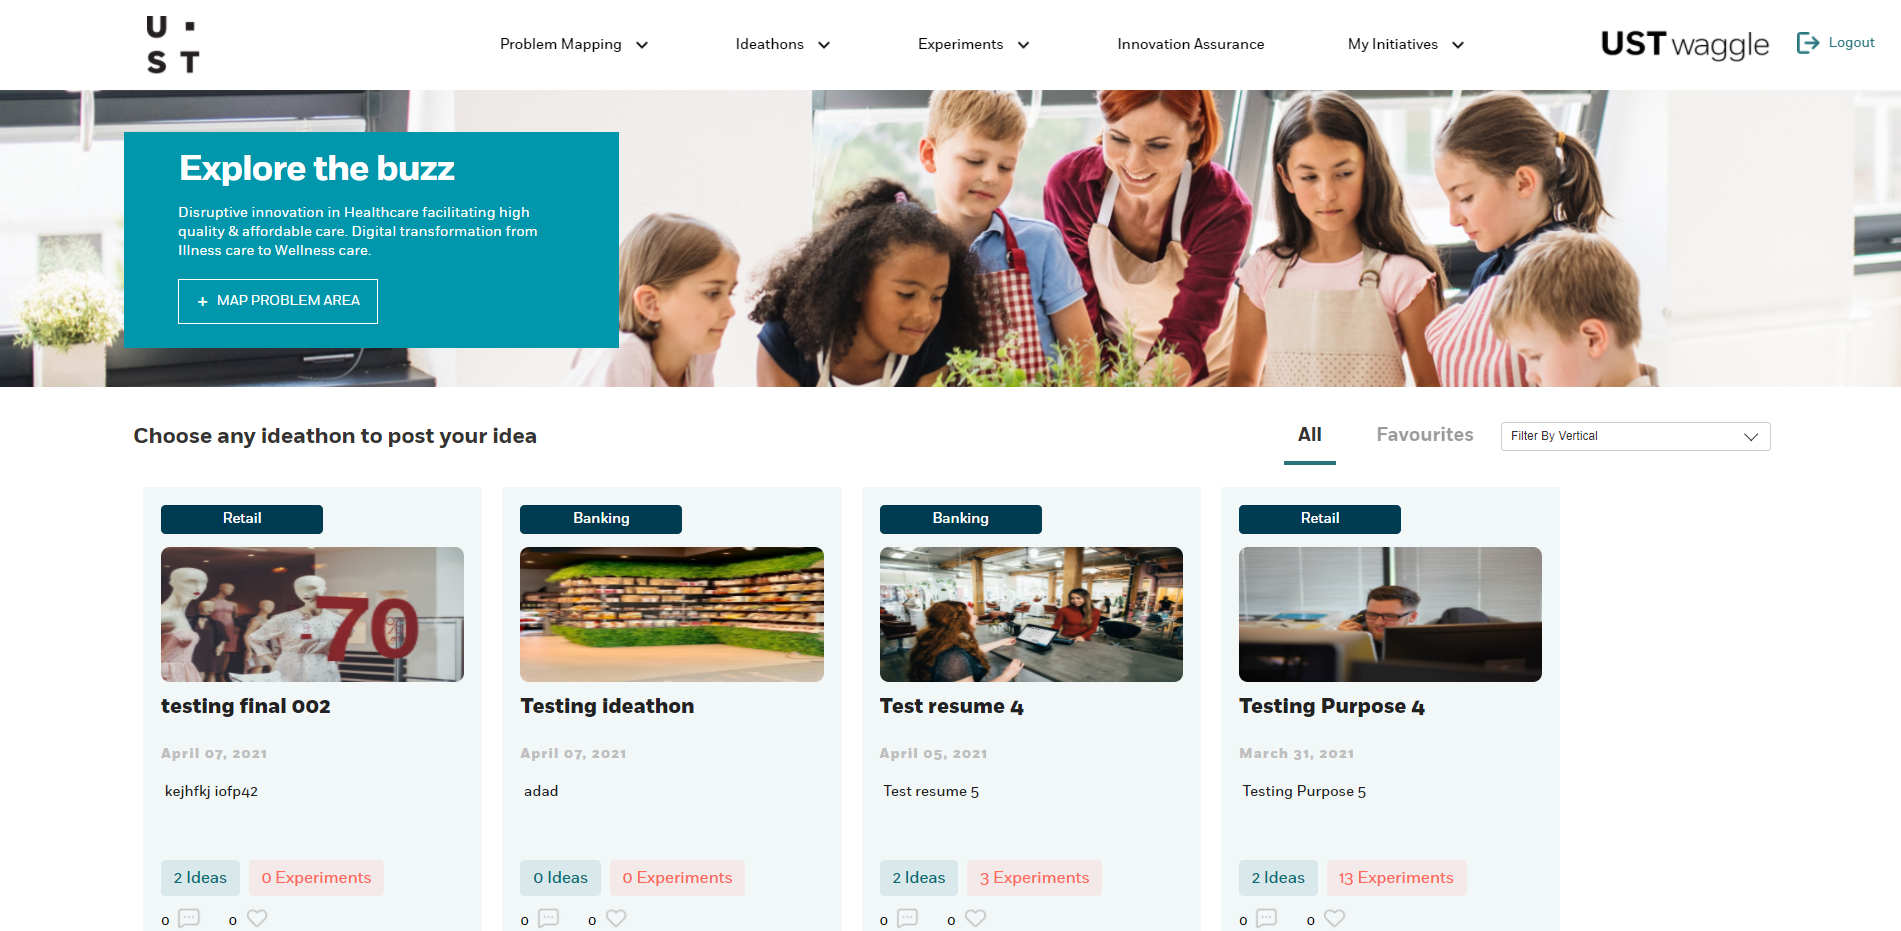 U
S T
Problem Mapping
Ideathons
Experiments
Innovation Assurance
My Initiatives
UST waggle
Logout
Explore the buzz
Disruptive innovation in Healthcare facilitating high
quality & affordable care. Digital transformation from
Illness care to Wellness care.
+ MAP PROBLEM AREA
Choose any ideathon to post your idea
All
Favourites
Filter By Vertical
Retail
-70%
testing final 002
April 07, 2021
kejhfkj iofp42
2 Ideas
0 Experiments
0
0
Banking
Testing ideathon
April 07, 2021
adad
0 Ideas
0 Experiments
0
0
Banking
Test resume 4
April 05, 2021
Test resume 5
2 Ideas
3 Experiments
0
0
Retail
Testing Purpose 4
March 31, 2021
Testing Purpose 5
2 Ideas
13 Experiments
0
0